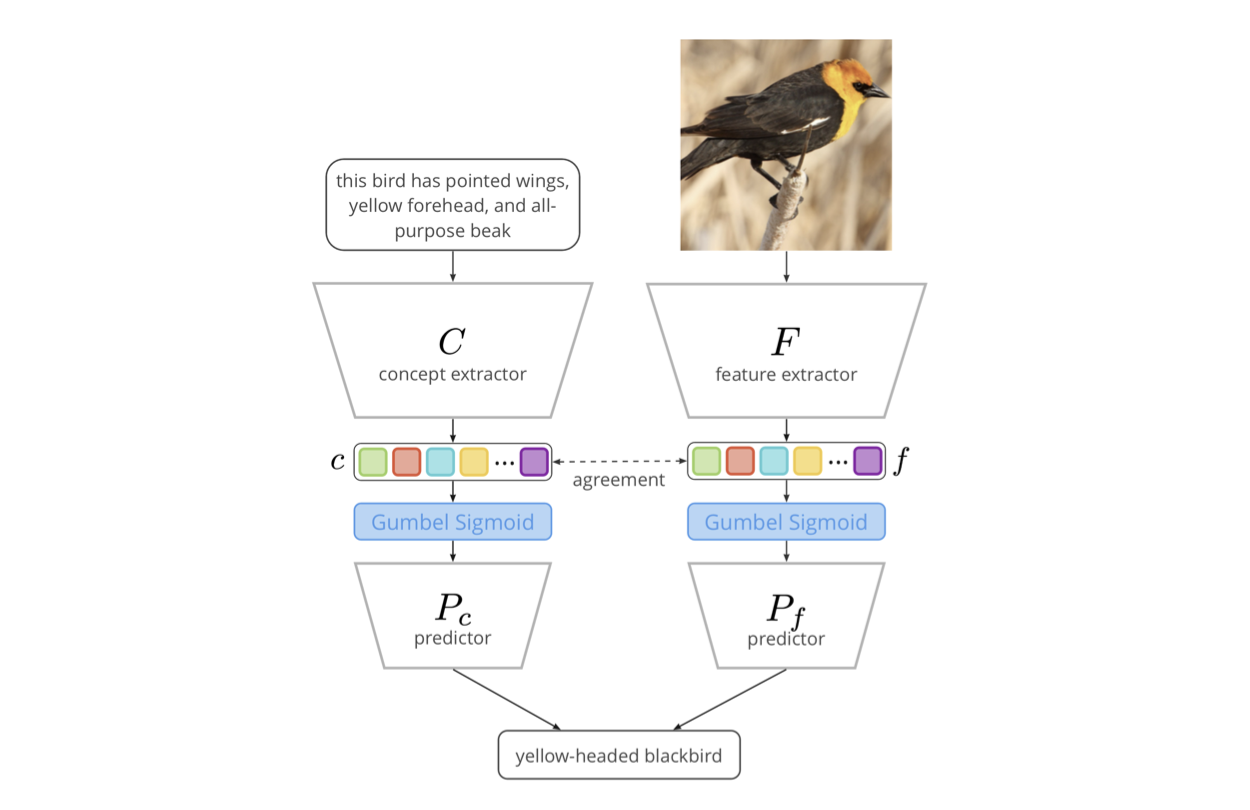 this bird has pointed wings,
yellow forehead, and all-
purpose beak
C
concept extractor
F
feature extractor
c
...
agreement
...
f
Gumbel Sigmoid
Gumbel Sigmoid
P_c
predictor
P_f
predictor
yellow-headed blackbird